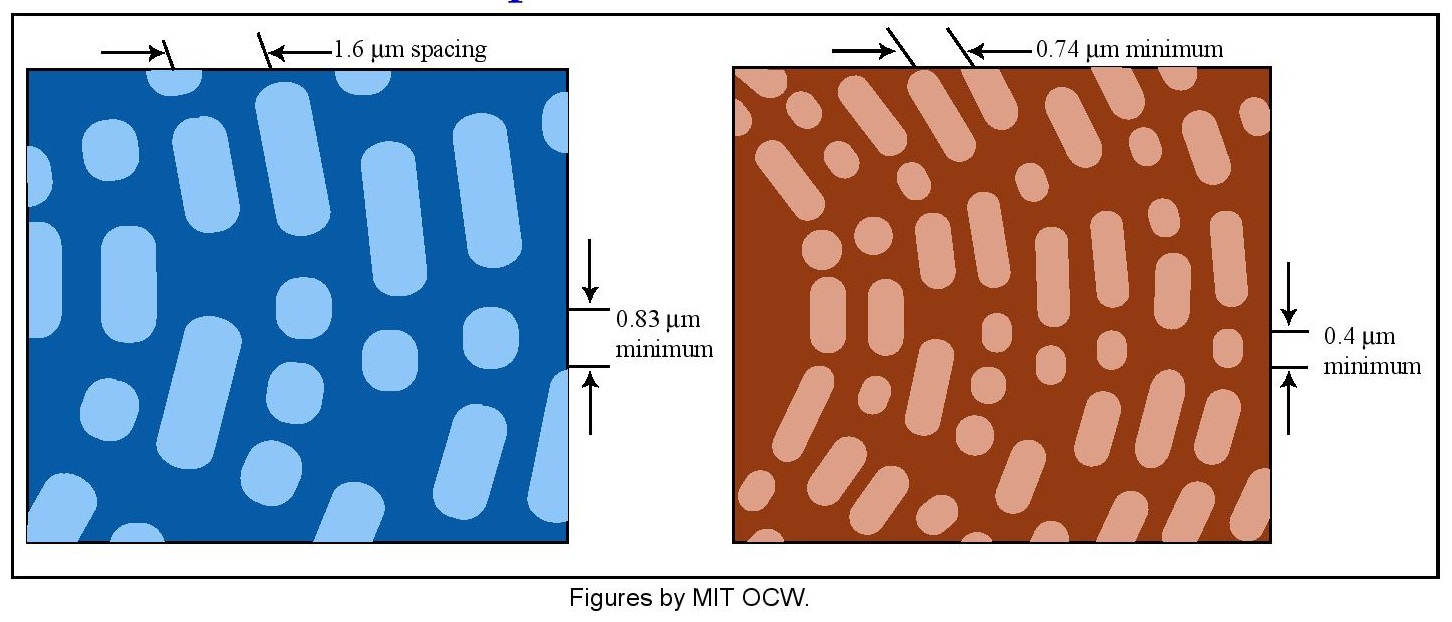 1.6 μm spacing
0.74 μm minimum
0.83 μm
minimum
0.4 μm
minimum
Figures by MIT OCW.